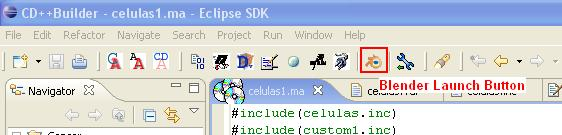 CD++Builder - celulas1.ma - Eclipse SDK
File Edit Refactor Navigate Search Project Run Window Help
Navigator
celulas1.ma
Blender Launch Button
#include(celulas.inc)
#include(custom1.inc)